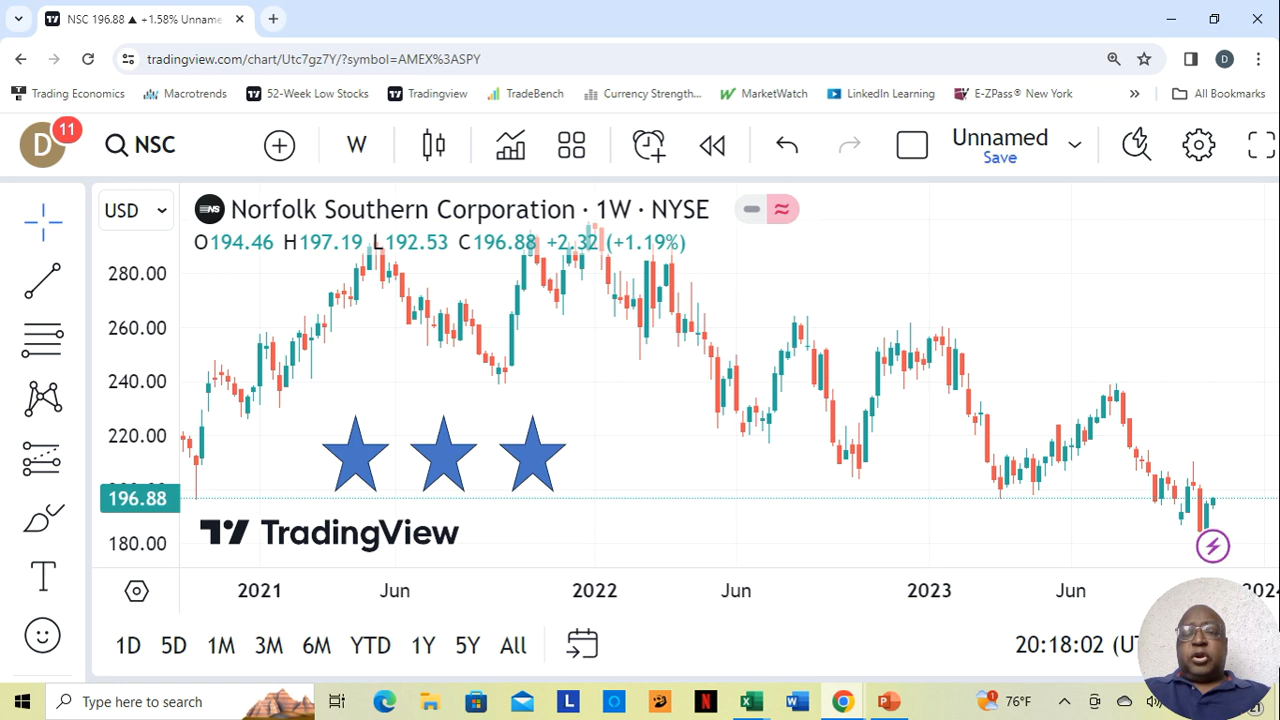 NSC 196.88 ▲ +1.58% Unname
tradingview.com/chart/Utc7gz7Y/?symbol=AMEX%3ASPY
D
Trading Economics
Macrotrends
52-Week Low Stocks
Tradingview
TradeBench
Currency Strength...
MarketWatch
LinkedIn Learning
E-ZPass® New York
»
All Bookmarks
D
11
NSC
W
Unnamed
Save
USD
NS
Norfolk Southern Corporation · 1W · NYSE
O194.46 H197.19 L192.53 C196.88 +2.32 (+1.19%)
280.00
260.00
240.00
220.00
196.88
180.00
TradingView
2021
Jun
2022
Jun
2023
Jun
1D 5D 1M 3M 6M YTD 1Y 5Y All
20:18:02 (UT
Type here to search
L
N
76°F